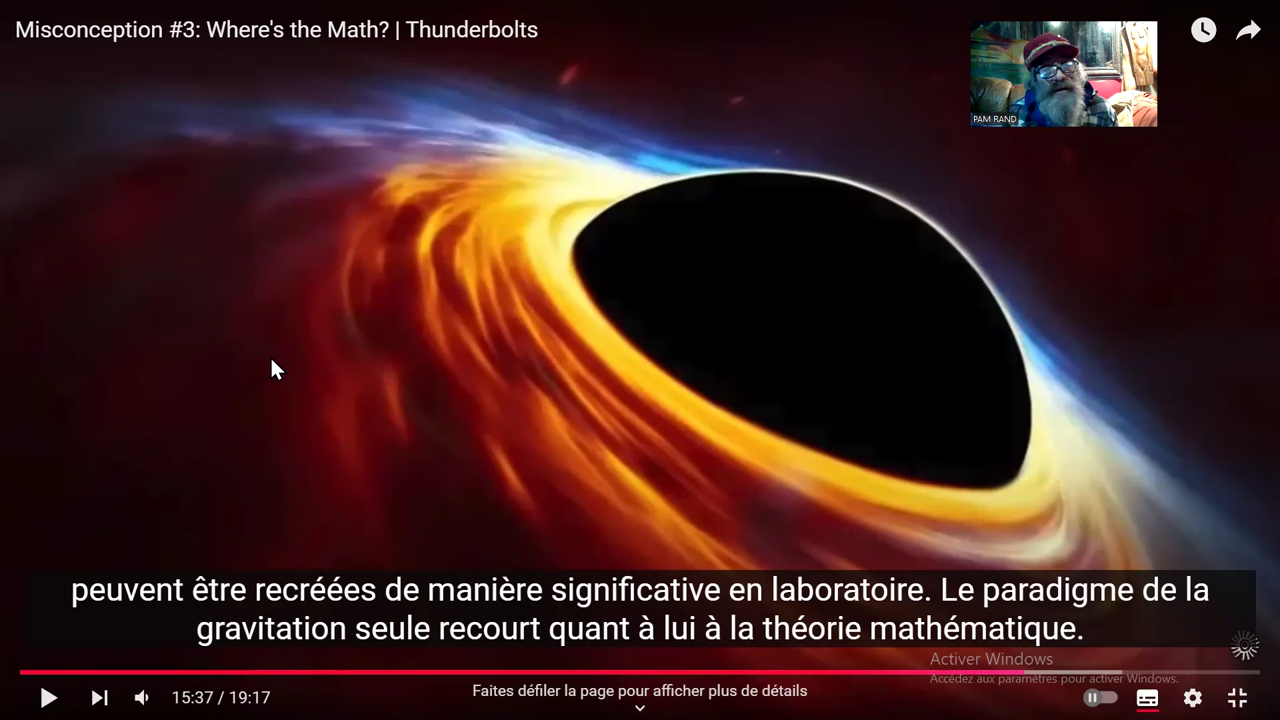 Misconception #3: Where's the Math? | Thunderbolts
PAM RAND
peuvent être recréées de manière significative en laboratoire. Le paradigme de la
gravitation seule recourt quant à lui à la théorie mathématique.
Activer Windows
Accédez aux paramètres pour activer Windows.
15:37 / 19:17
Faites défiler la page pour afficher plus de détails